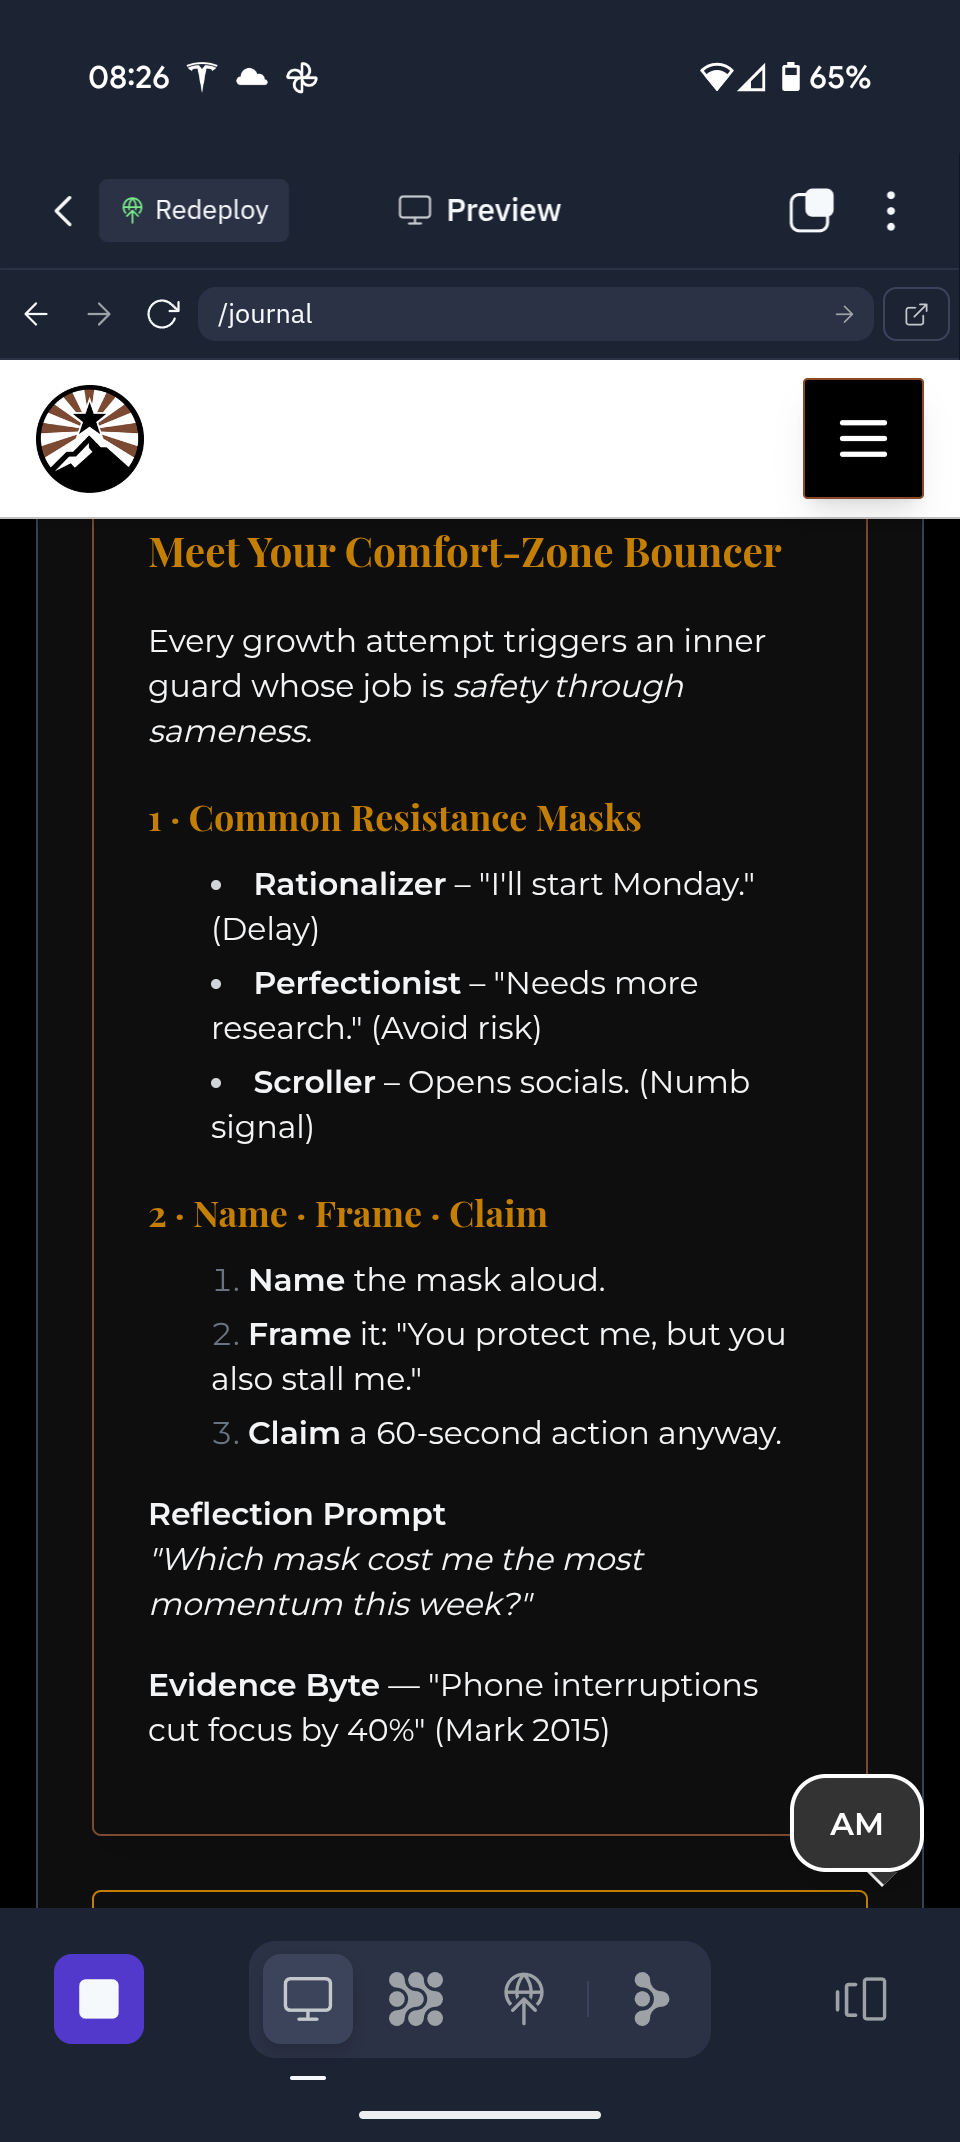 08:26
65%
Redeploy
Preview
/journal
Meet Your Comfort-Zone Bouncer
Every growth attempt triggers an inner
guard whose job is safety through
sameness.
1 · Common Resistance Masks
• Rationalizer – "I'll start Monday."
(Delay)
• Perfectionist – "Needs more
research." (Avoid risk)
• Scroller – Opens socials. (Numb
signal)
2 · Name · Frame · Claim
1. Name the mask aloud.
2. Frame it: "You protect me, but you
also stall me."
3. Claim a 60-second action anyway.
Reflection Prompt
"Which mask cost me the most
momentum this week?"
Evidence Byte — "Phone interruptions
cut focus by 40%" (Mark 2015)
AM